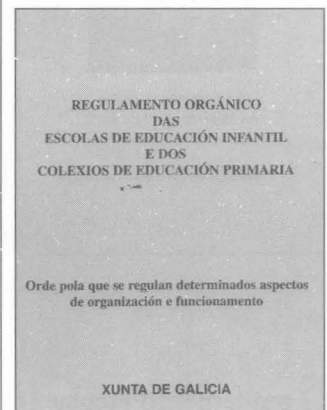 REGULAMENTO ORGÁNICO
DAS
ESCOLAS DE EDUCACIÓN INFANTIL
E DOS
COLEXIOS DE EDUCACIÓN PRIMARIA
Orde pola que se regulan determinados aspectos
de organización e funcionamento
XUNTA DE GALICIA